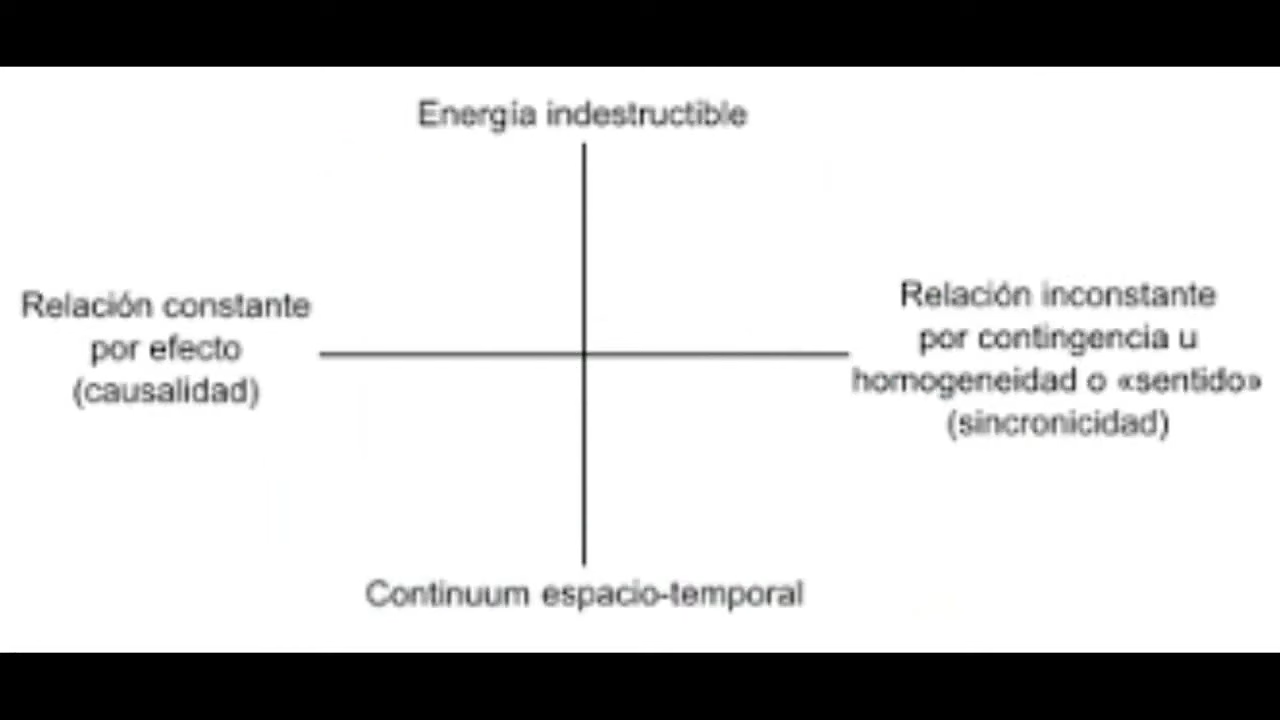 Energía indestructible
Relación constante
por efecto
(causalidad)
Relación inconstante
por contingencia u
homogeneidad o «sentido»
(sincronicidad)
Continuum espacio-temporal